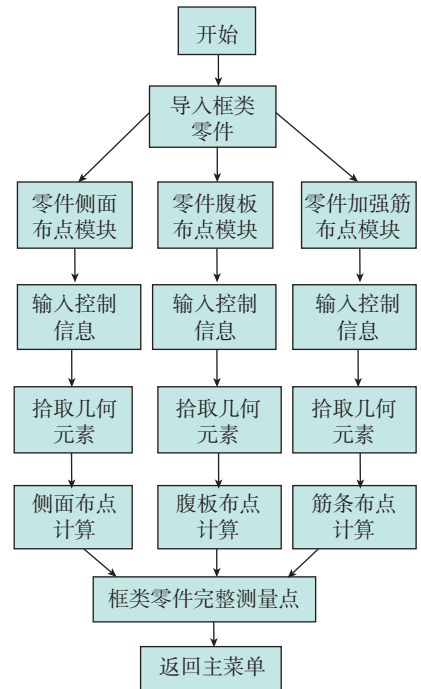 开始
导入框类
零件
零件侧面
布点模块
零件腹板
布点模块
零件加强筋
布点模块
输入控制
信息
输入控制
信息
输入控制
信息
拾取几何
元素
拾取几何
元素
拾取几何
元素
侧面布点
计算
腹板布点
计算
筋条布点
计算
框类零件完整测量点
返回主菜单